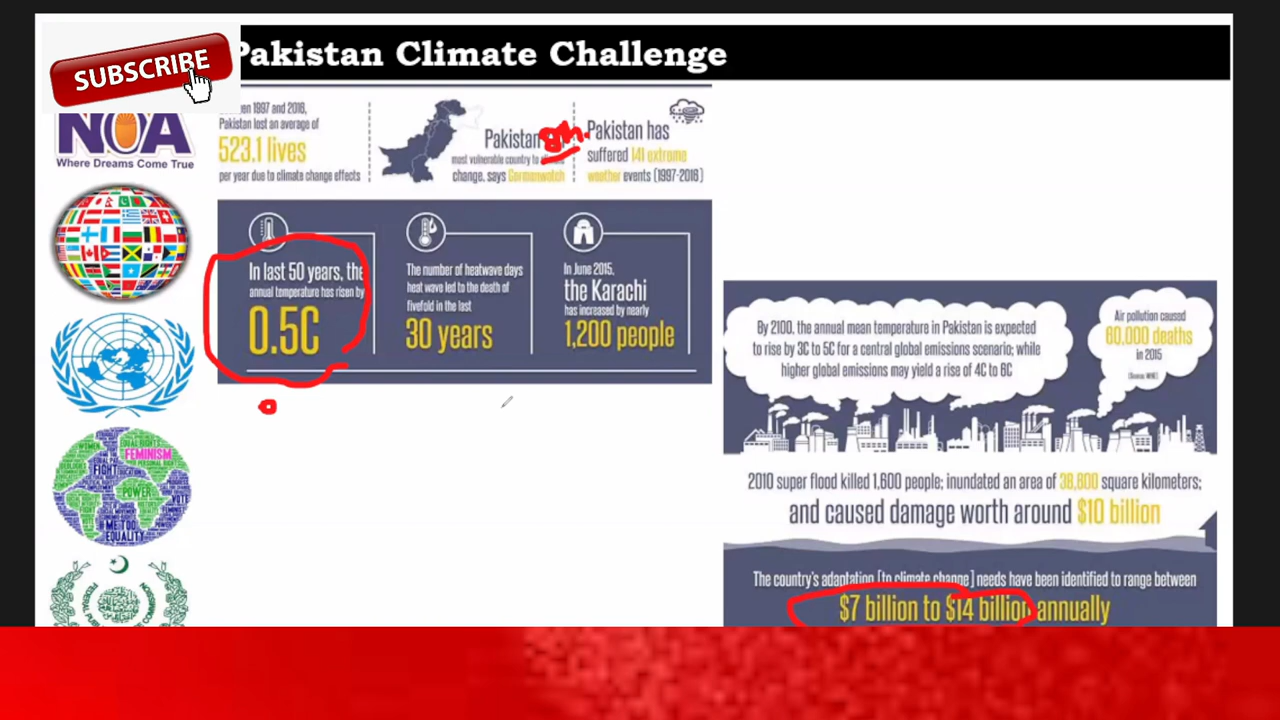 SUBSCRIBE
Pakistan Climate Challenge
NOA
Where Dreams Come True
en 1997 and 2016,
Pakistan lost an average of
523.1 lives
per year due to climate change effects
Pakistan
8th.
most vulnerable country to
change, says Germanwatch
Pakistan has
suffered 141 extreme
weather events (1997-2016)
In last 50 years, the
annual temperature has risen by
0.5C
The number of heatwave days
heat wave led to the death of
fivefold in the last
30 years
In June 2015,
the Karachi
has increased by nearly
1,200 people
By 2100, the annual mean temperature in Pakistan is expected
to rise by 3C to 5C for a central global emissions scenario; while
higher global emissions may yield a rise of 4C to 6C
Air pollution caused
60,000 deaths
in 2015
2010 super flood killed 1,600 people; inundated an area of 38,600 square kilometers;
and caused damage worth around $10 billion
The country's adaptation [to climate change] needs have been identified to range between
$7 billion to $14 billion annually
FEMINISM
FIGHT
POWER
ME TOO
EQUALITY